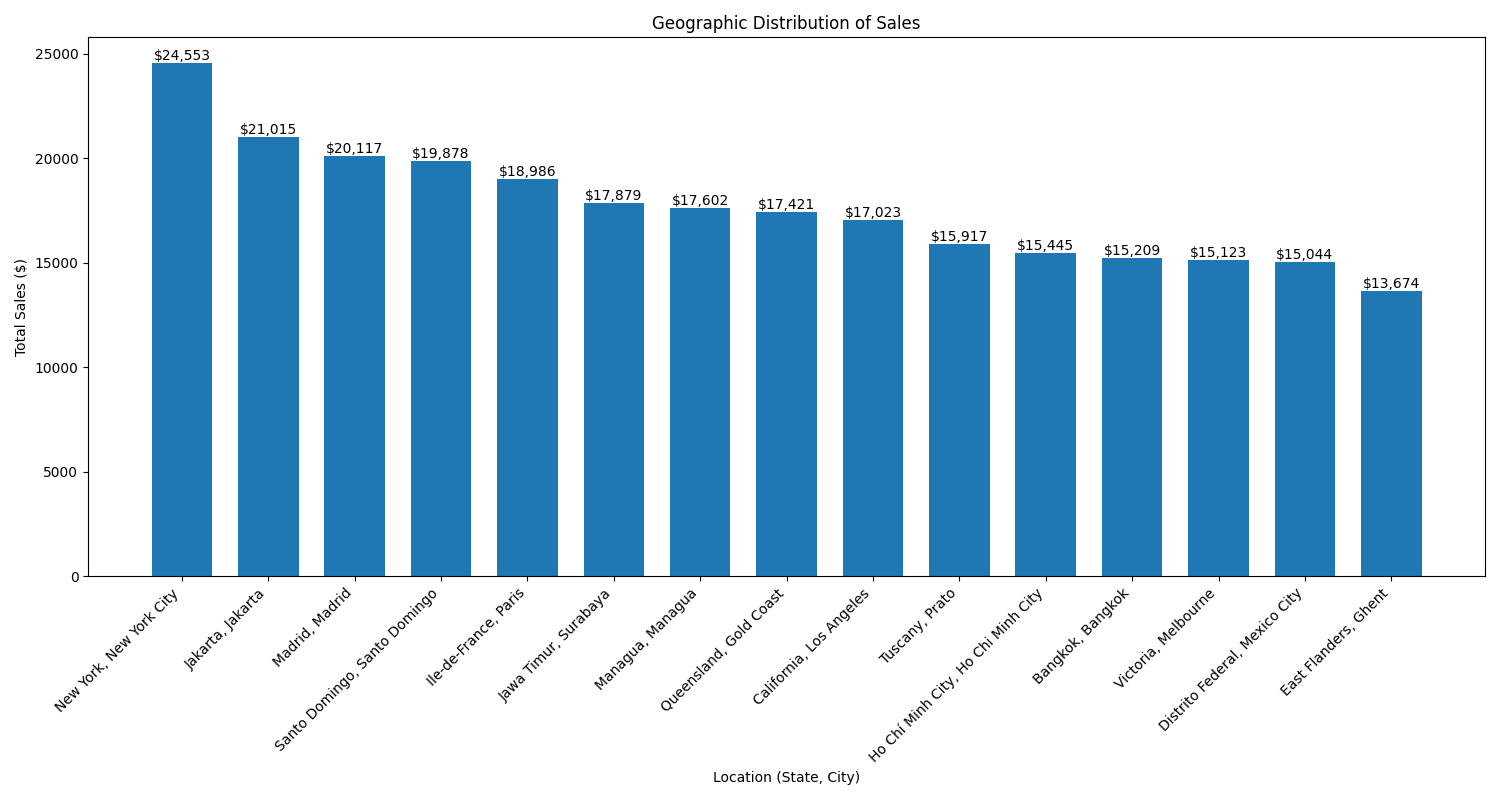 Geographic Distribution of Sales
Total Sales ($)
25000
20000
15000
10000
5000
0
$24,553
$21,015
$20,117
$19,878
$18,986
$17,879
$17,602
$17,421
$17,023
$15,917
$15,445
$15,209
$15,123
$15,044
$13,674
New York, New York City
Jakarta, Jakarta
Madrid, Madrid
Santo Domingo, Santo Domingo
Ile-de-France, Paris
Jawa Timur, Surabaya
Managua, Managua
Queensland, Gold Coast
California, Los Angeles
Tuscany, Prato
Ho Chí Minh City, Ho Chi Minh City
Bangkok, Bangkok
Victoria, Melbourne
Distrito Federal, Mexico City
East Flanders, Ghent
Location (State, City)